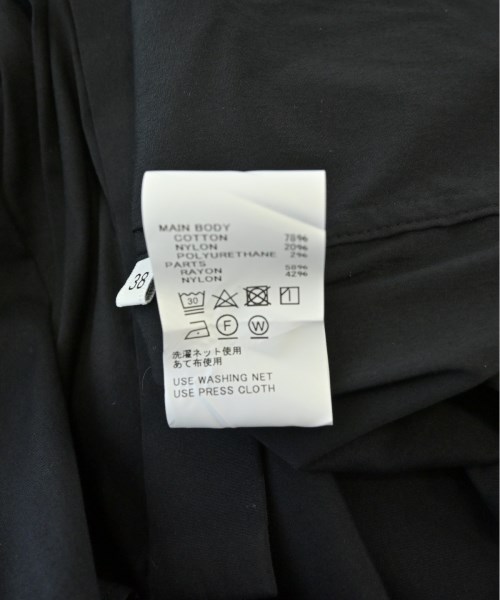 MAIN BODY
COTTON 78%
NYLON 20%
POLYURETHANE 2%
PARTS
RAYON 58%
NYLON 42%
38
30
F W
洗濯ネット使用
あて布使用
USE WASHING NET
USE PRESS CLOTH